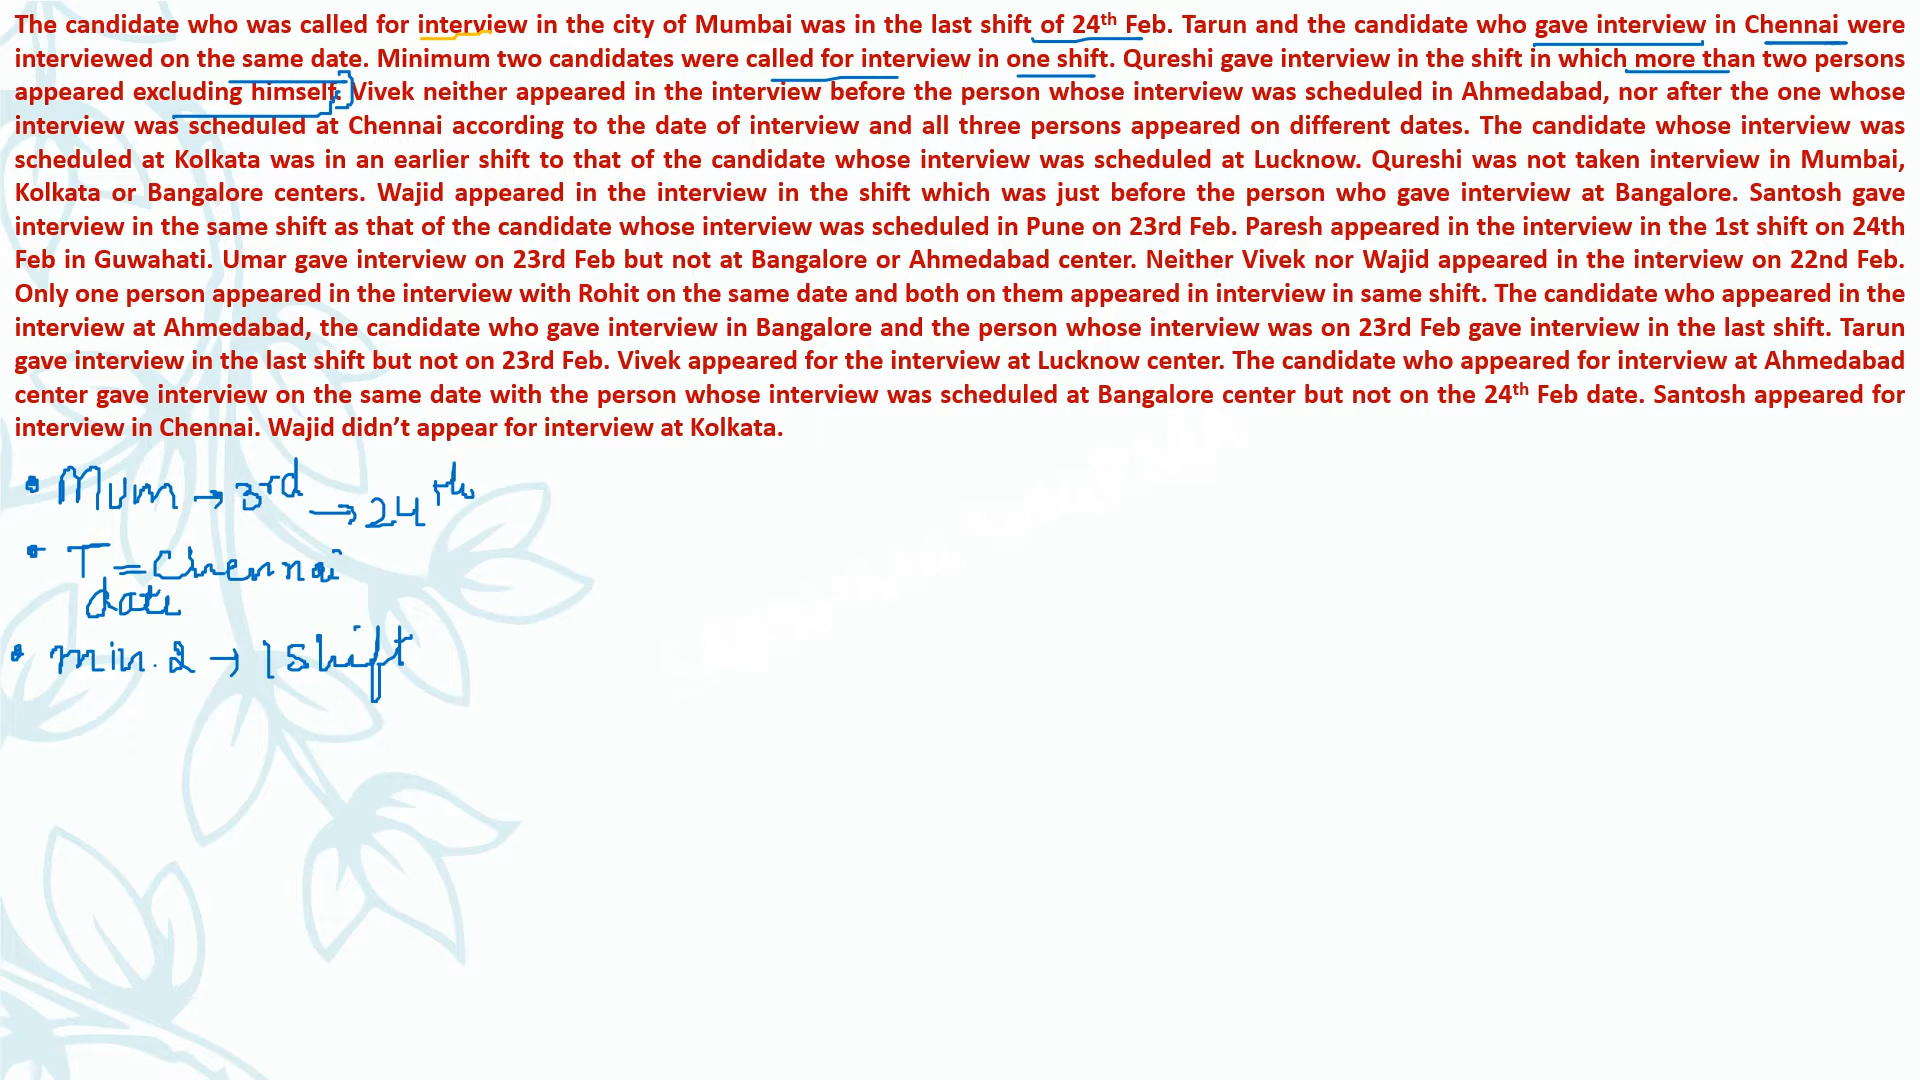 The candidate who was called for interview in the city of Mumbai was in the last shift of 24th Feb. Tarun and the candidate who gave interview in Chennai were
interviewed on the same date. Minimum two candidates were called for interview in one shift. Qureshi gave interview in the shift in which more than two persons
appeared excluding himself. Vivek neither appeared in the interview before the person whose interview was scheduled in Ahmedabad, nor after the one whose
interview was scheduled at Chennai according to the date of interview and all three persons appeared on different dates. The candidate whose interview was
scheduled at Kolkata was in an earlier shift to that of the candidate whose interview was scheduled at Lucknow. Qureshi was not taken interview in Mumbai,
Kolkata or Bangalore centers. Wajid appeared in the interview in the shift which was just before the person who gave interview at Bangalore. Santosh gave
interview in the same shift as that of the candidate whose interview was scheduled in Pune on 23rd Feb. Paresh appeared in the interview in the 1st shift on 24th
Feb in Guwahati. Umar gave interview on 23rd Feb but not at Bangalore or Ahmedabad center. Neither Vivek nor Wajid appeared in the interview on 22nd Feb.
Only one person appeared in the interview with Rohit on the same date and both on them appeared in interview in same shift. The candidate who appeared in the
interview at Ahmedabad, the candidate who gave interview in Bangalore and the person whose interview was on 23rd Feb gave interview in the last shift. Tarun
gave interview in the last shift but not on 23rd Feb. Vivek appeared for the interview at Lucknow center. The candidate who appeared for interview at Ahmedabad
center gave interview on the same date with the person whose interview was scheduled at Bangalore center but not on the 24th Feb date. Santosh appeared for
interview in Chennai. Wajid didn't appear for interview at Kolkata.
Mum → 3rd → 24th
T = Chennai
date
min. 2 → 1 Shift